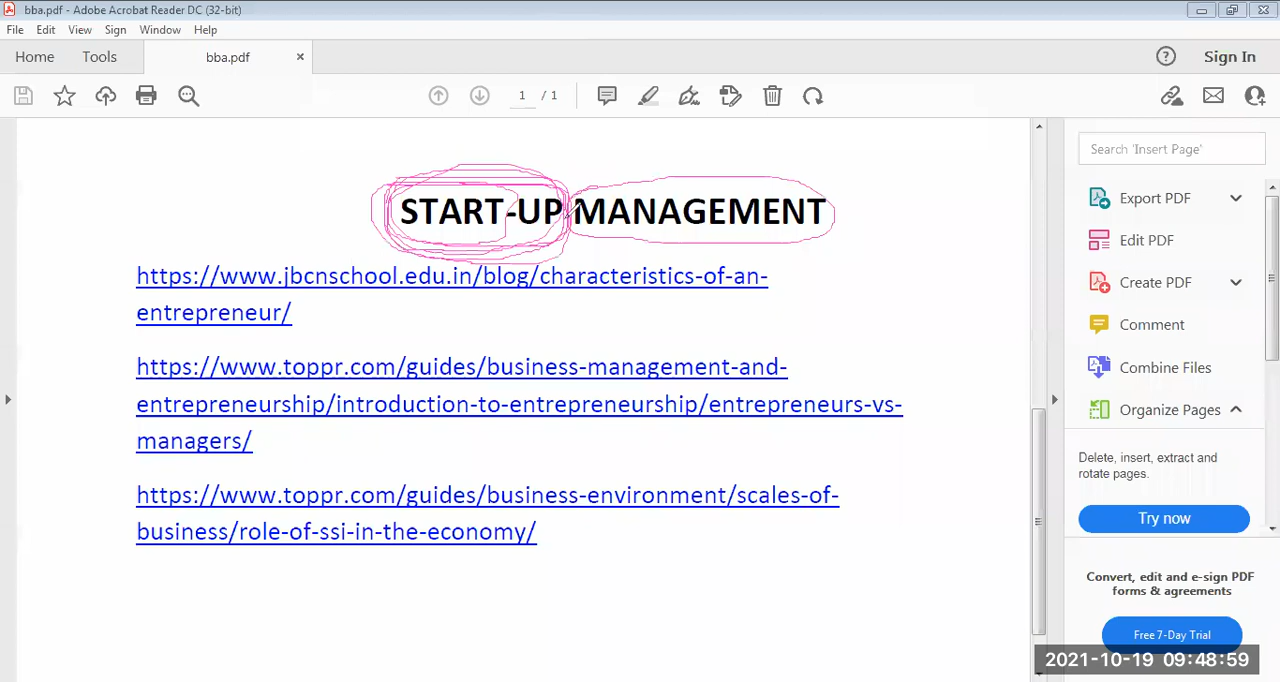 bba.pdf - Adobe Acrobat Reader DC (32-bit)
File Edit View Sign Window Help
Home Tools bba.pdf × Sign In
1 / 1
START-UP MANAGEMENT
https://www.jbcnschool.edu.in/blog/characteristics-of-an-
entrepreneur/
https://www.toppr.com/guides/business-management-and-
entrepreneurship/introduction-to-entrepreneurship/entrepreneurs-vs-
managers/
https://www.toppr.com/guides/business-environment/scales-of-
business/role-of-ssi-in-the-economy/
Search 'Insert Page'
Export PDF
Edit PDF
Create PDF
Comment
Combine Files
Organize Pages
Delete, insert, extract and
rotate pages.
Try now
Convert, edit and e-sign PDF
forms & agreements
Free 7-Day Trial
2021-10-19 09:48:59